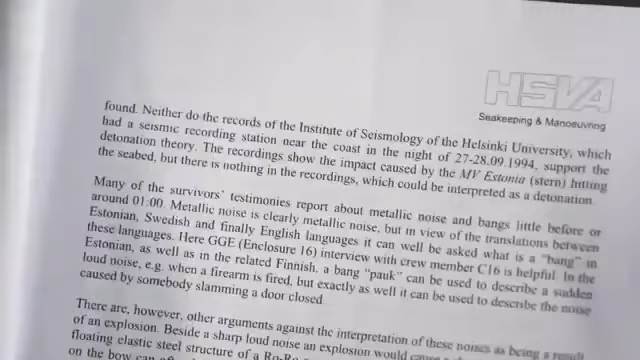 HSVA
Seakeeping & Manoeuvring
found. Neither do the records of the Institute of Seismology of the Helsinki University, which
had a seismic recording station near the coast in the night of 27-28.09.1994, support the
detonation theory. The recordings show the impact caused by the MV Estonia (stern) hitting
the seabed, but there is nothing in the recordings, which could be interpreted as a detonation.
Many of the survivors' testimonies report about metallic noise and bangs little before or
around 01:00. Metallic noise is clearly metallic noise, but in view of the translations between
Estonian, Swedish and finally English languages it can well be asked what is a "bang" in
these languages. Here GGE (Enclosure 16) interview with crew member C16 is helpful. In the
Estonian, as well as in the related Finnish, a bang "pauk" can be used to describe a sudden
loud noise, e.g. when a firearm is fired, but exactly as well it can be used to describe the noise
caused by somebody slamming a door closed.
There are, however, other arguments against the interpretation of these noises as being a result
of an explosion. Beside a sharp loud noise an explosion would cause
floating elastic steel structure of a Ro-Ro
on the bow can